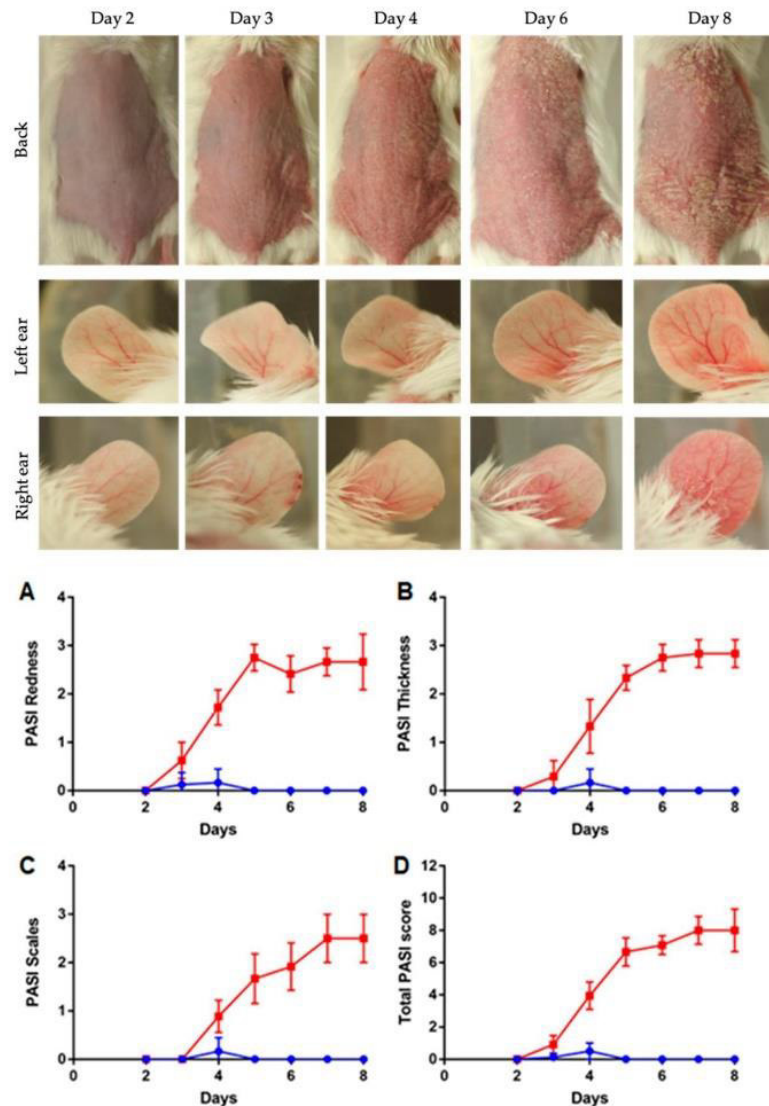 Day 2 Day 3 Day 4 Day 6 Day 8
Back
Left ear
Right ear
A
PASI Redness
4
3
2
1
0
0 2 4 6 8
Days
B
PASI Thickness
4
3
2
1
0
0 2 4 6 8
Days
C
PASI Scales
4
3
2
1
0
0 2 4 6 8
Days
D
Total PASI score
12
10
8
6
4
2
0
0 2 4 6 8
Days